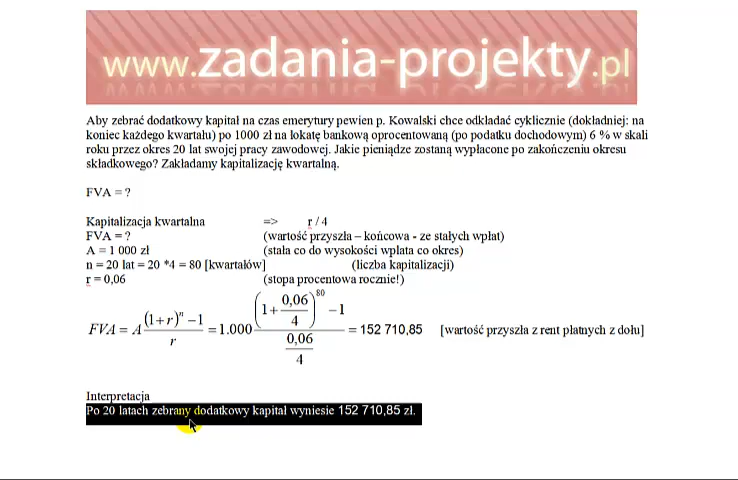 www.zadania-projekty.pl
Aby zebrać dodatkowy kapitał na czas emerytury pewien p. Kowalski chce odkładać cyklicznie (dokładniej: na
koniec każdego kwartału) po 1000 zł na lokatę bankową oprocentowaną (po podatku dochodowym) 6 % w skali
roku przez okres 20 lat swojej pracy zawodowej. Jakie pieniądze zostaną wypłacone po zakończeniu okresu
składkowego? Zakładamy kapitalizację kwartalną.
FVA = ?
Kapitalizacja kwartalna => r / 4
FVA = ? (wartość przyszła – końcowa - ze stałych wpłat)
A = 1 000 zł (stała co do wysokości wpłata co okres)
n = 20 lat = 20 *4 = 80 [kwartałów] (liczba kapitalizacji)
r = 0,06 (stopa procentowa rocznie!)
FVA = A ((1+r)^n −1)/r = 1.000 ((1+0,06/4)^80 −1)/(0,06/4) = 152 710,85 [wartość przyszła z rent płatnych z dołu]
Interpretacja
Po 20 latach zebrany dodatkowy kapitał wyniesie 152 710,85 zł.